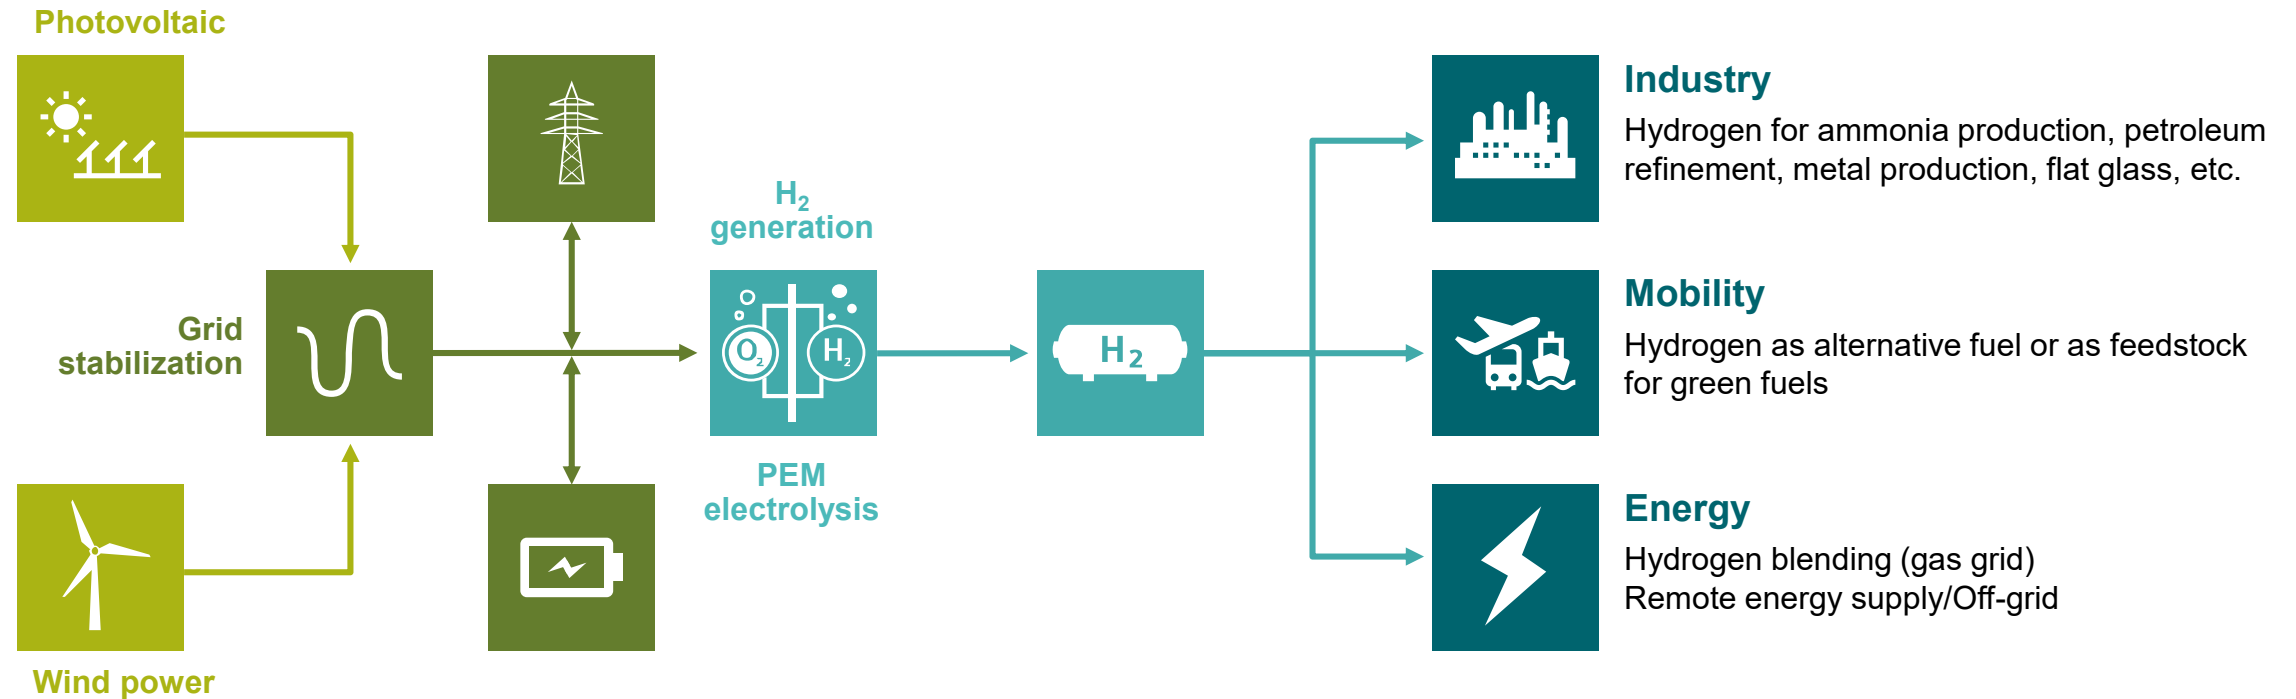 Photovoltaic
Grid
stabilization
Wind power
H₂
generation
O₂
H₂
PEM
electrolysis
H₂
Industry
Hydrogen for ammonia production, petroleum
refinement, metal production, flat glass, etc.
Mobility
Hydrogen as alternative fuel or as feedstock
for green fuels
Energy
Hydrogen blending (gas grid)
Remote energy supply/Off-grid